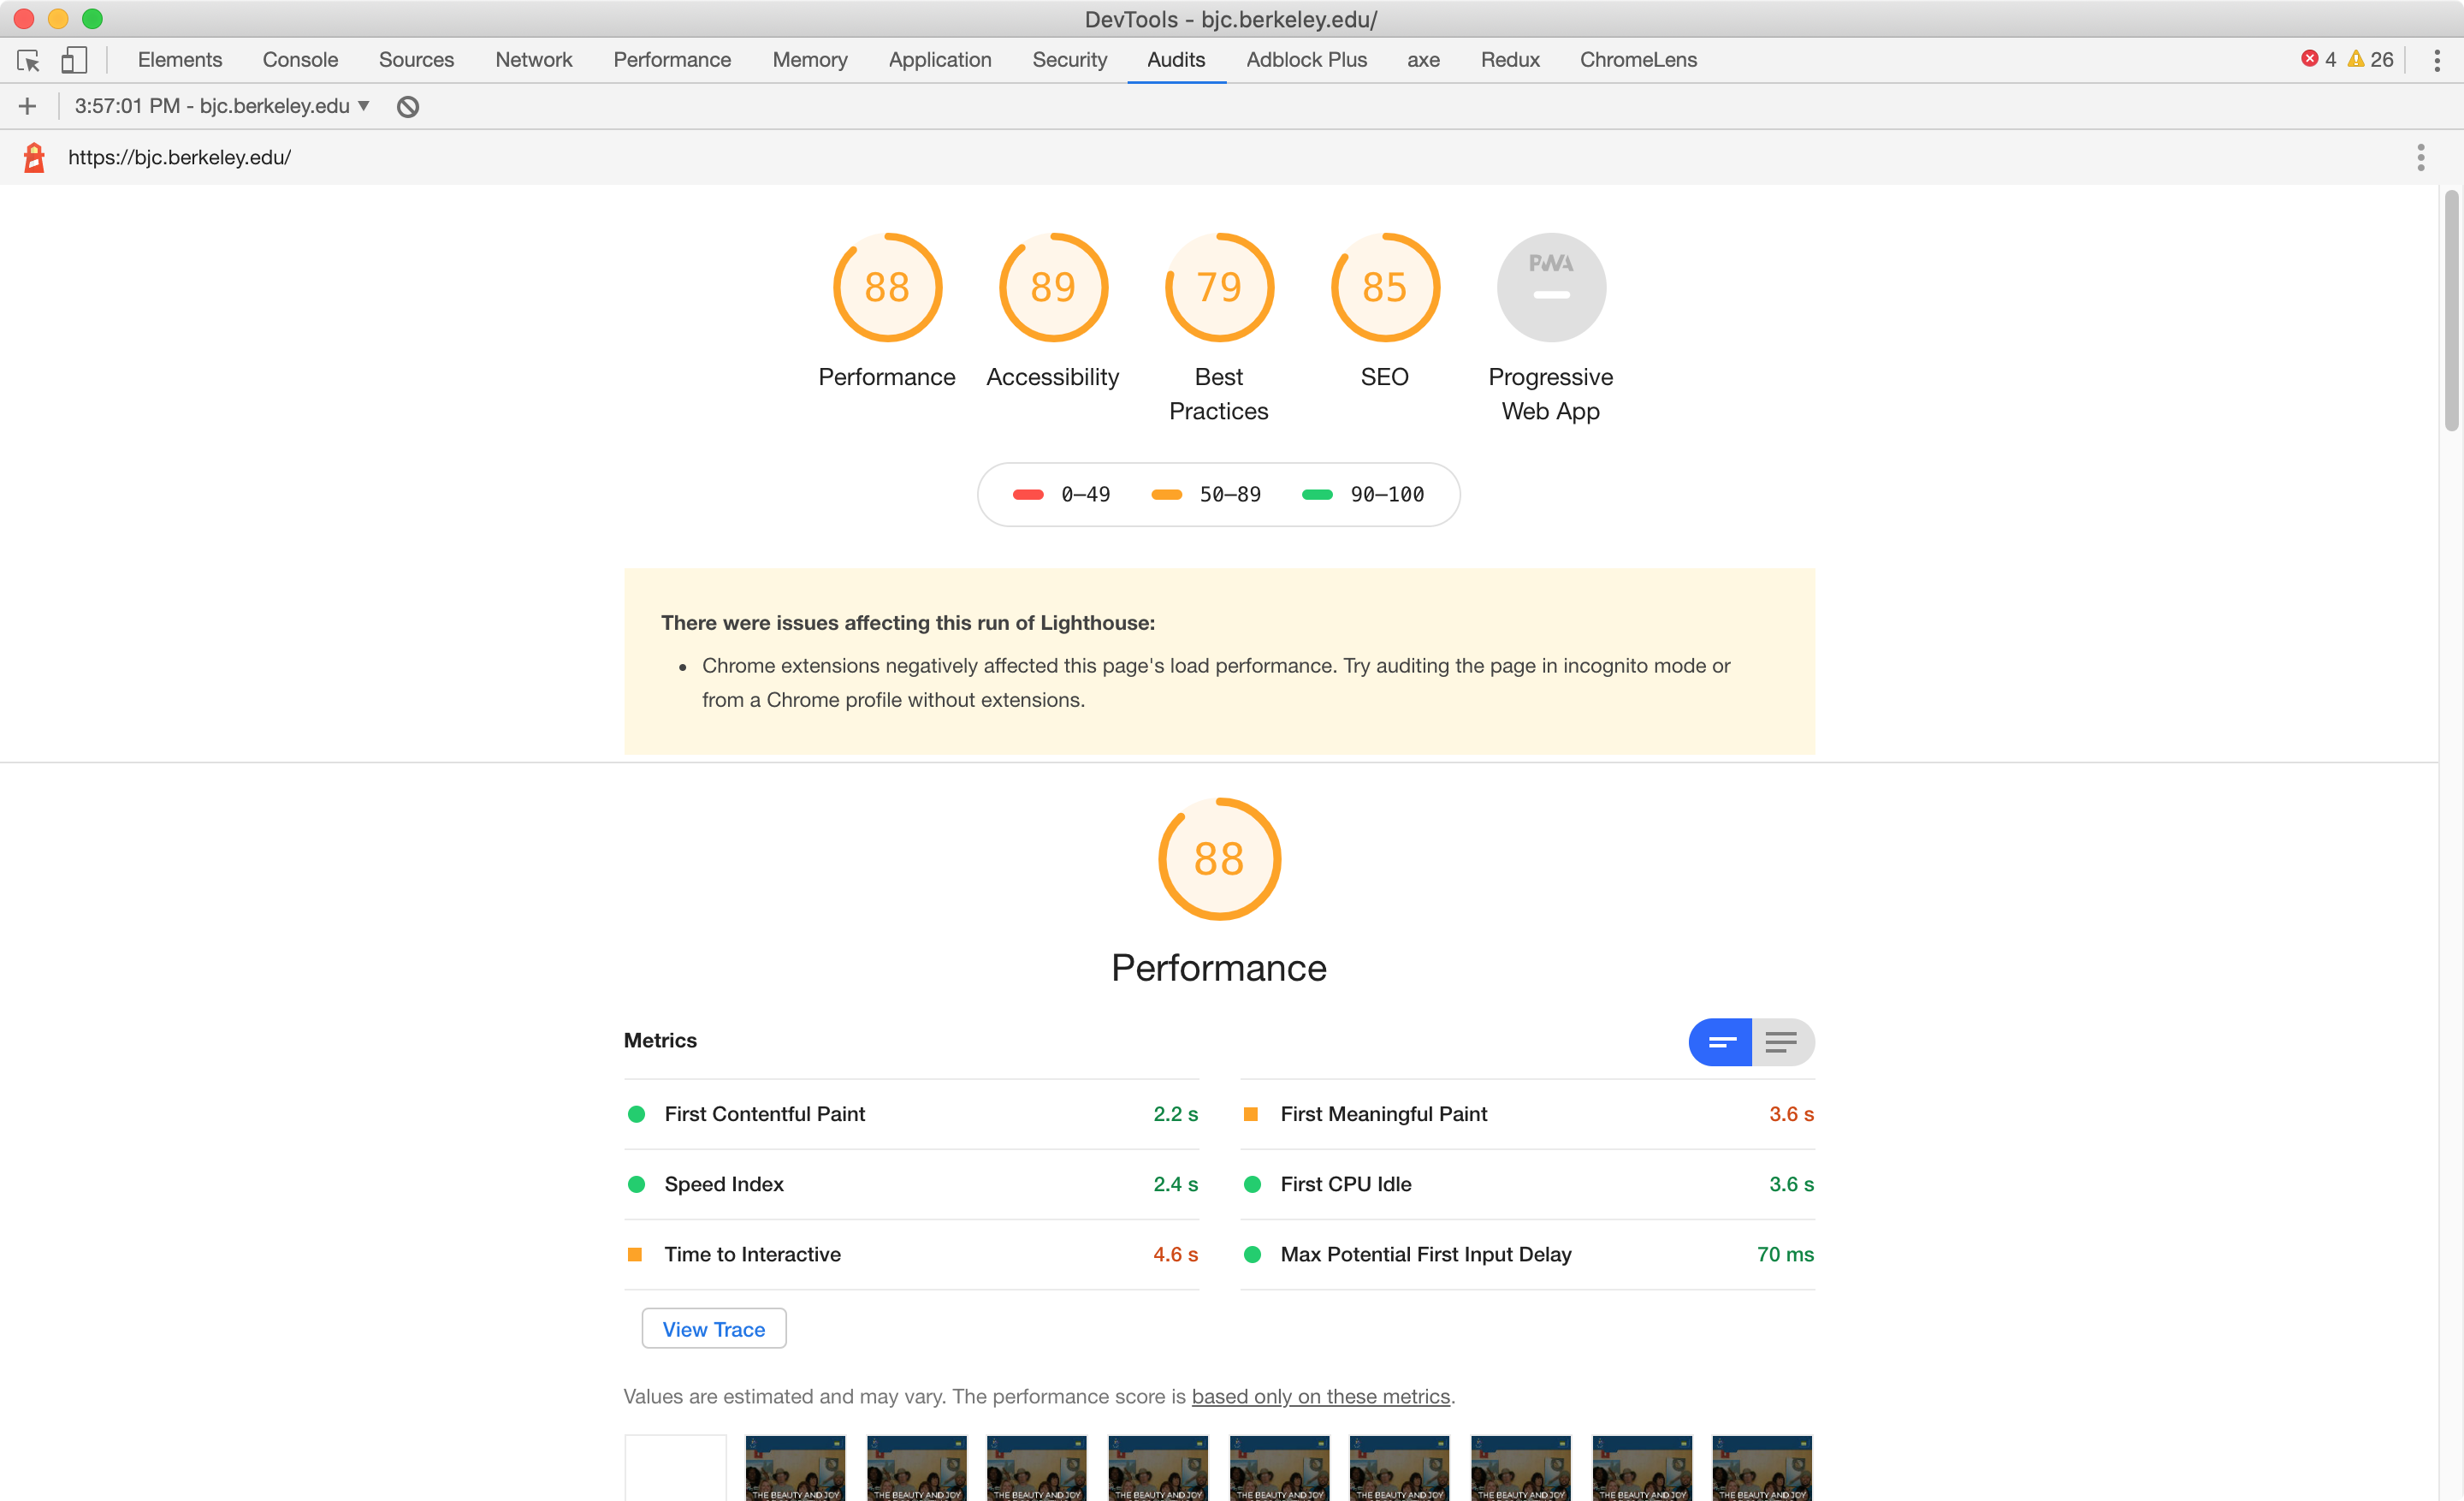 DevTools - bjc.berkeley.edu/
Elements Console Sources Network Performance Memory Application Security Audits Adblock Plus axe Redux ChromeLens 4 26
3:57:01 PM - bjc.berkeley.edu
https://bjc.berkeley.edu/
88 89 79 85 PWA
Performance Accessibility Best Practices SEO Progressive Web App
0–49 50–89 90–100
There were issues affecting this run of Lighthouse:
Chrome extensions negatively affected this page's load performance. Try auditing the page in incognito mode or
from a Chrome profile without extensions.
88
Performance
Metrics
First Contentful Paint 2.2 s First Meaningful Paint 3.6 s
Speed Index 2.4 s First CPU Idle 3.6 s
Time to Interactive 4.6 s Max Potential First Input Delay 70 ms
View Trace
Values are estimated and may vary. The performance score is based only on these metrics.
THE BEAUTY AND JOY THE BEAUTY AND JOY THE BEAUTY AND JOY THE BEAUTY AND JOY THE BEAUTY AND JOY THE BEAUTY AND JOY THE BEAUTY AND JOY THE BEAUTY AND JOY THE BEAUTY AND JOY